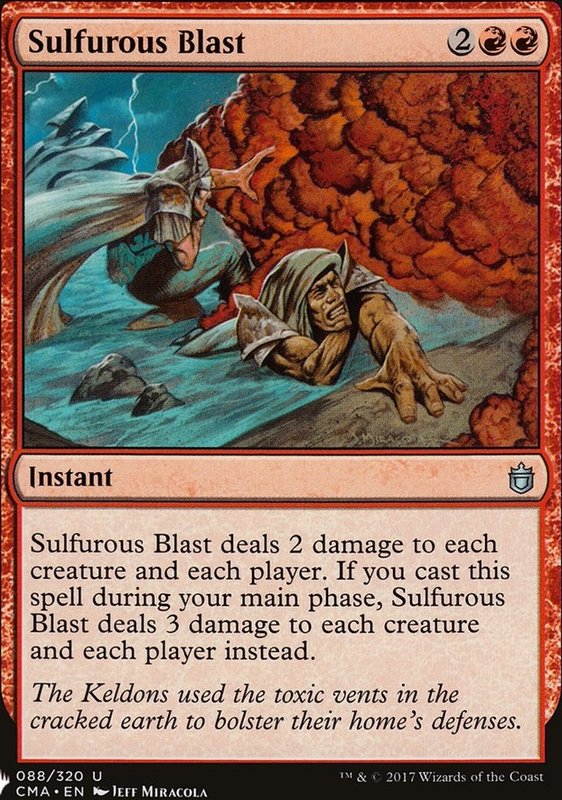 Sulfurous Blast 2
Instant
Sulfurous Blast deals 2 damage to each
creature and each player. If you cast this
spell during your main phase, Sulfurous
Blast deals 3 damage to each creature
and each player instead.
The Keldons used the toxic vents in the
cracked earth to bolster their home's defenses.
088/320 U
CMA • EN Jeff Miracola
™ & © 2017 Wizards of the Coast